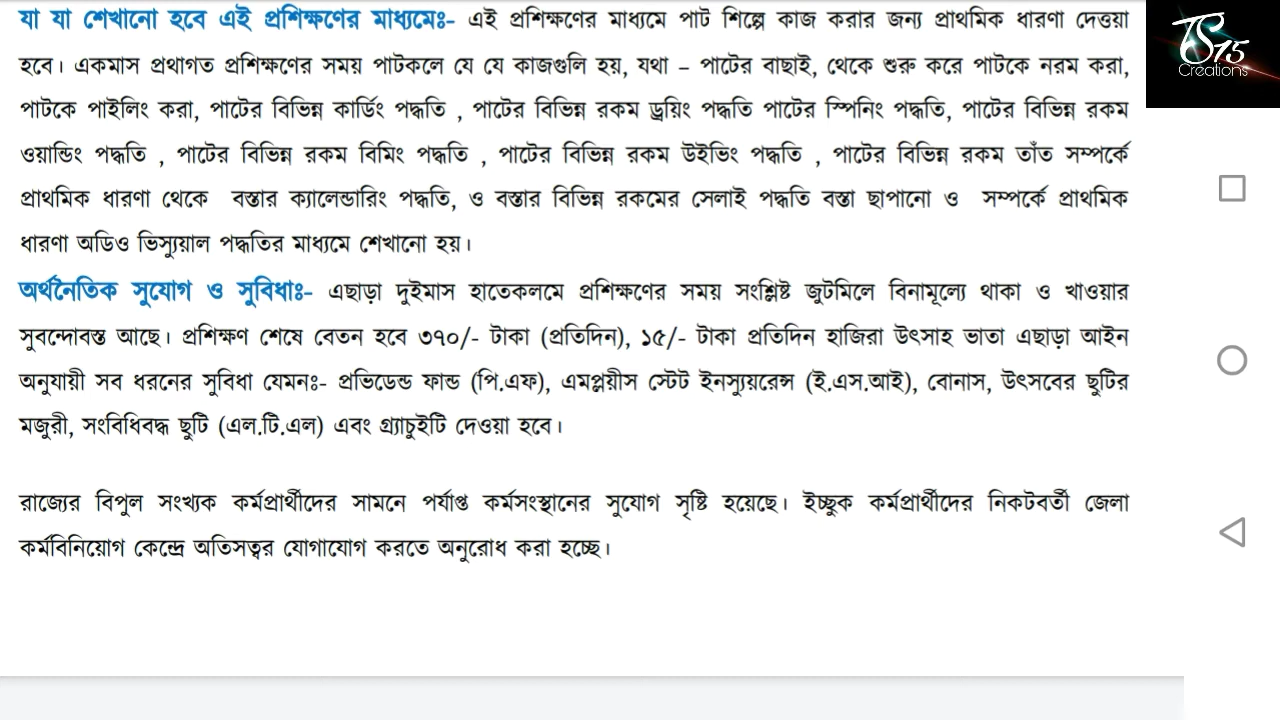 যা যা শেখানো হবে এই প্রশিক্ষণের মাধ্যমেঃ- এই প্রশিক্ষণের মাধ্যমে পাট শিল্পে কাজ করার জন্য প্রাথমিক ধারণা দেত্তয়া
হবে। একমাস প্রথাগত প্রশিক্ষণের সময় পাটকলে যে যে কাজগুলি হয়, যথা – পাটের বাছাই, থেকে শুরু করে পাটকে নরম করা,
পাটকে পাইলিং করা, পাটের বিভিন্ন কার্ডিং পদ্ধতি , পাটের বিভিন্ন রকম ড্রয়িং পদ্ধতি পাটের স্পিনিং পদ্ধতি, পাটের বিভিন্ন রকম
ওয়ান্ডিং পদ্ধতি , পাটের বিভিন্ন রকম বিমিং পদ্ধতি , পাটের বিভিন্ন রকম উইভিং পদ্ধতি , পাটের বিভিন্ন রকম তাঁত সম্পর্কে
প্রাথমিক ধারণা থেকে বস্তার ক্যালেন্ডারিং পদ্ধতি, ও বস্তার বিভিন্ন রকমের সেলাই পদ্ধতি বস্তা ছাপানো ও সম্পর্কে প্রাথমিক
ধারণা অডিও ভিস্যুয়াল পদ্ধতির মাধ্যমে শেখানো হয়।
অর্থনৈতিক সুযোগ ও সুবিধাঃ- এছাড়া দুইমাস হাতেকলমে প্রশিক্ষণের সময় সংশ্লিষ্ট জুটমিলে বিনামূল্যে থাকা ও খাওয়ার
সুবন্দোবস্ত আছে। প্রশিক্ষণ শেষে বেতন হবে ৩৭০/- টাকা (প্রতিদিন), ১৫/- টাকা প্রতিদিন হাজিরা উৎসাহ ভাতা এছাড়া আইন
অনুযায়ী সব ধরনের সুবিধা যেমনঃ- প্রভিডেন্ড ফান্ড (পি.এফ), এমপ্লয়ীস স্টেট ইনস্যুয়রেন্স (ই.এস.আই), বোনাস, উৎসবের ছুটির
মজুরী, সংবিধিবদ্ধ ছুটি (এল.টি.এল) এবং গ্র্যাচুইটি দেওয়া হবে।
রাজ্যের বিপুল সংখ্যক কর্মপ্রার্থীদের সামনে পর্যাপ্ত কর্মসংস্থানের সুযোগ সৃষ্টি হয়েছে। ইচ্ছুক কর্মপ্রার্থীদের নিকটবর্তী জেলা
কর্মবিনিয়োগ কেন্দ্রে অতিসত্বর যোগাযোগ করতে অনুরোধ করা হচ্ছে।
TS75
Creations